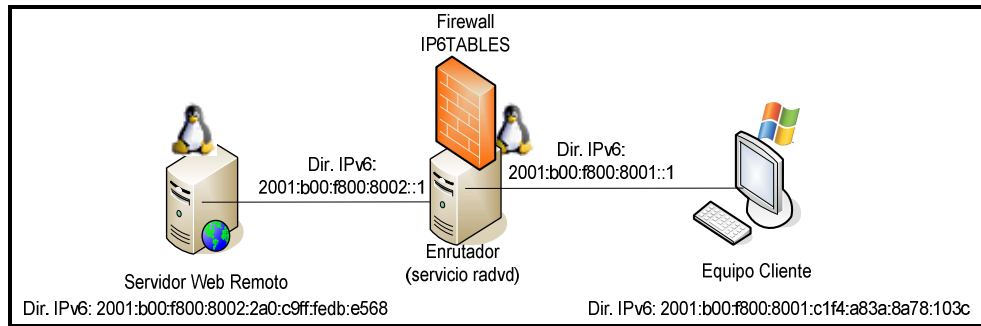 Firewall
IP6TABLES
Dir. IPv6:
2001:b00:f800:8002::1
Dir. IPv6:
2001:b00:f800:8001::1
Enrutador
(servicio radvd)
Servidor Web Remoto
Dir. IPv6: 2001:b00:f800:8002:2a0:c9ff:fedb:e568
Equipo Cliente
Dir. IPv6: 2001:b00:f800:8001:c1f4:a83a:8a78:103c